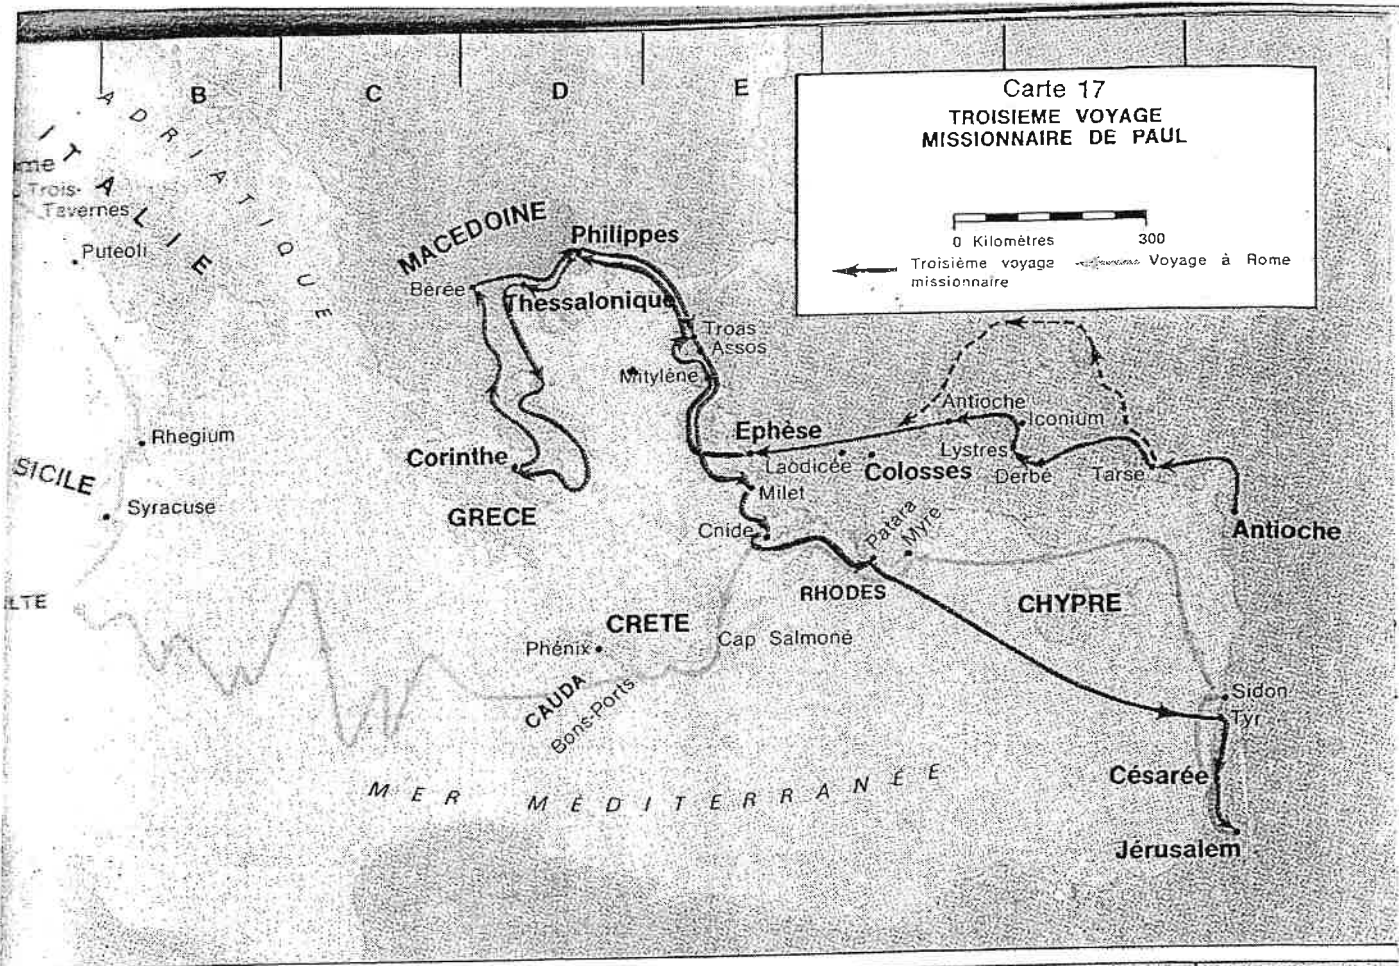 B
C
D
E
Carte 17
TROISIEME VOYAGE
MISSIONNAIRE DE PAUL
0 Kilomètres 300
Troisième voyage
missionnaire
Voyage à Rome
ADRIATIQUE
ITALIE
me
Trois-
Tavernes
Puteoli
MACEDOINE
Philippes
Bérée
Thessalonique
Troas
Assos
Mitylène
Antioche
Iconium
Rhegium
Ephèse
Lystres
Corinthe
Laodicée
Colosses
Derbé
Tarse
SICILE
Milet
Syracuse
GRECE
Cnide
Patara
Myre
Antioche
RHODES
CHYPRE
LTE
CRETE
Cap Salmoné
Phénix
CAUDA
Bons-Ports
Sidon
Tyr
MER MÉDITERRANÉE
Césarée
Jérusalem